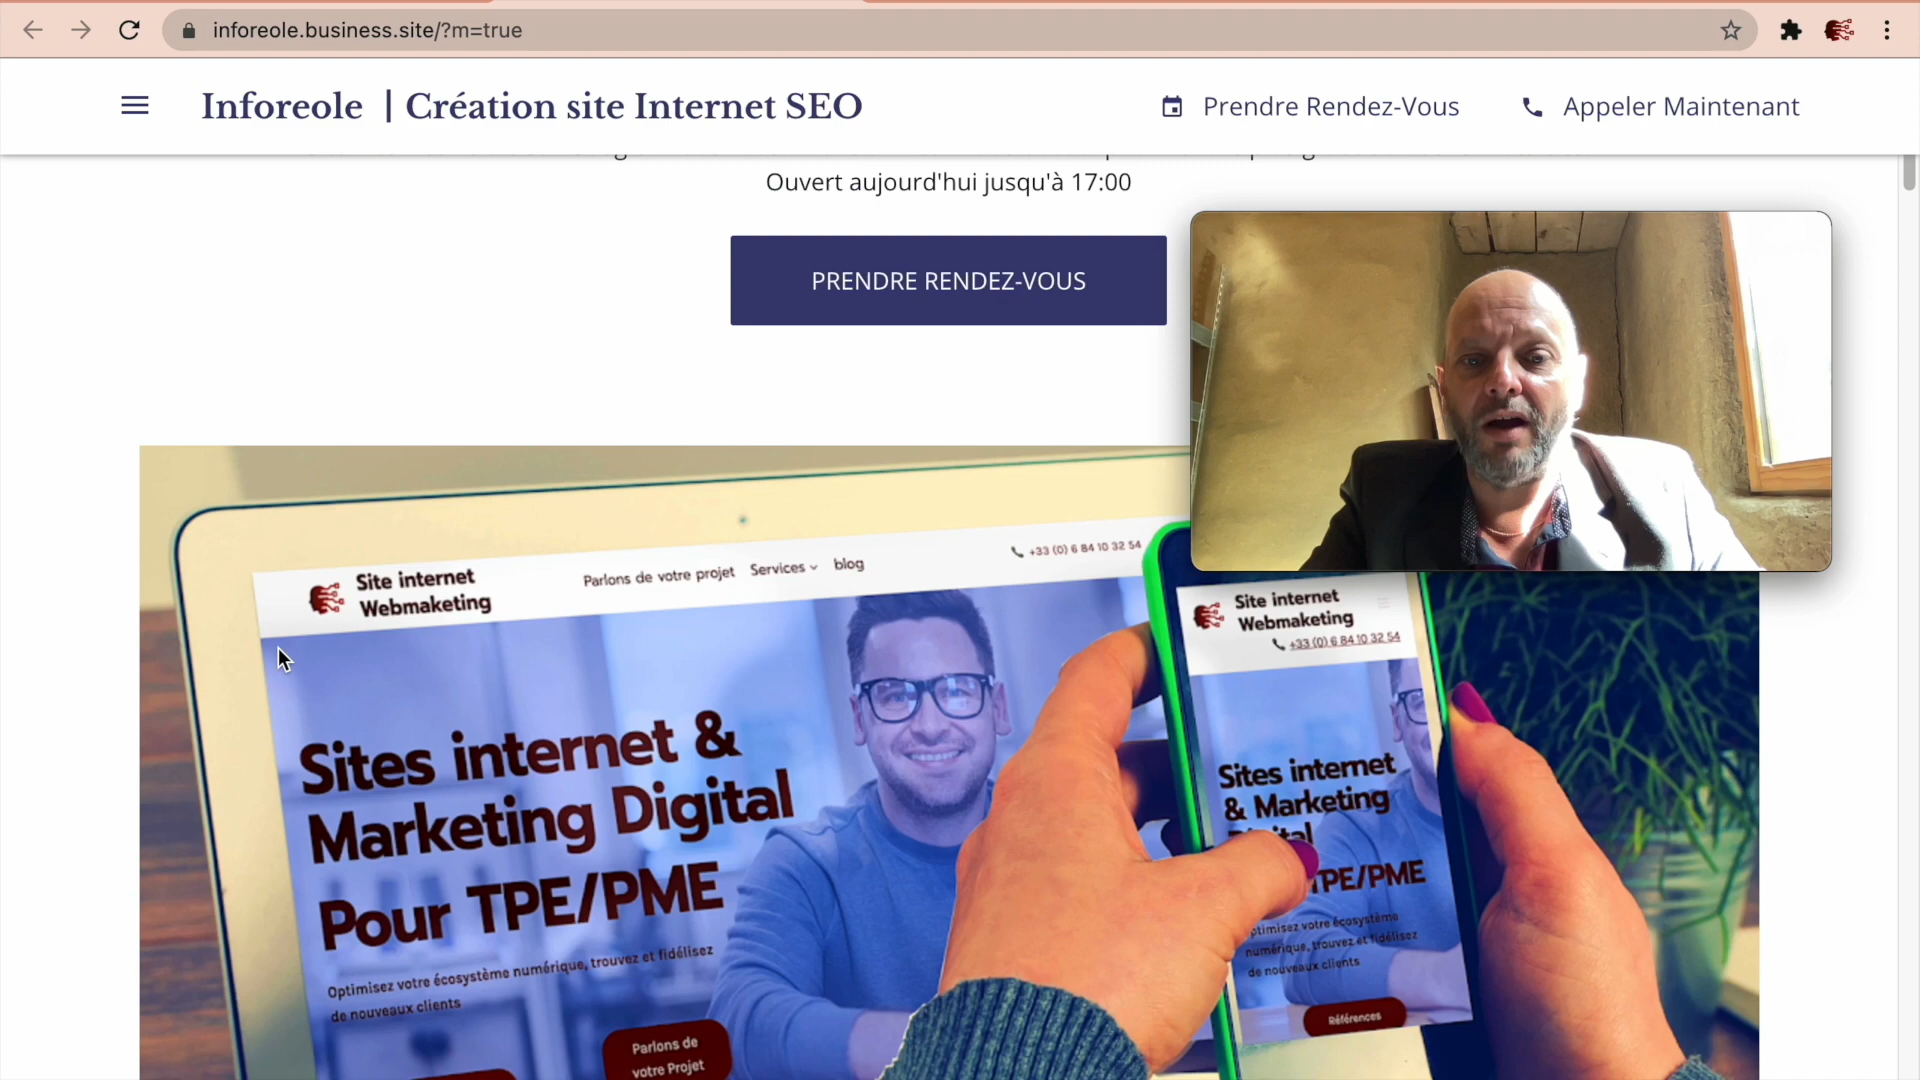 inforeole.business.site/?m=true
Inforeole | Création site Internet SEO
Prendre Rendez-Vous
Appeler Maintenant
Ouvert aujourd'hui jusqu'à 17:00
PRENDRE RENDEZ-VOUS
Site internet
Webmaketing
Parlons de votre projet
Services
blog
+33 (0) 6 84 10 32 54
Sites internet &
Marketing Digital
Pour TPE/PME
Optimisez votre écosystème numérique, trouvez et fidélisez
de nouveaux clients
Parlons de
votre Projet
Site internet
Webmaketing
+33 (0) 6 84 10 32 54
Sites internet
& Marketing
TPE/PME
numérique, trouvez et fidélisez
de nouveaux clients
Références